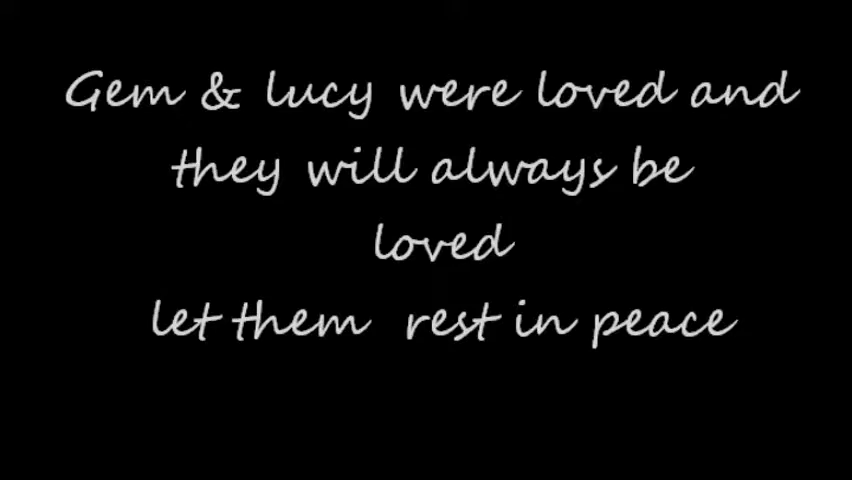 Gem & lucy were loved and
they will always be
loved
let them rest in peace